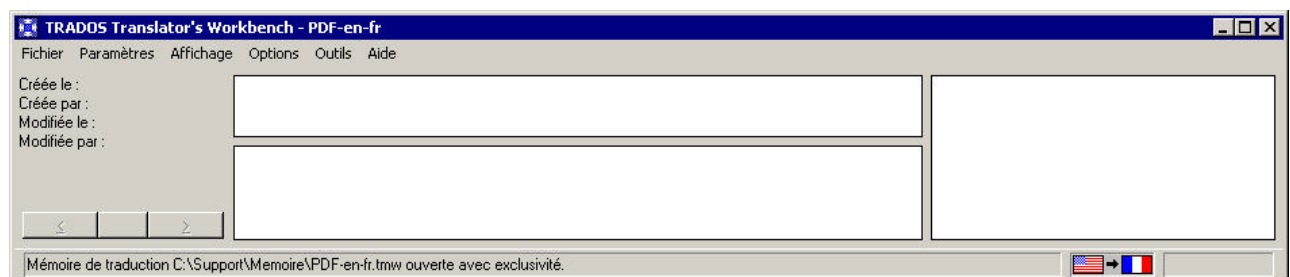 TRADOS Translator's Workbench - PDF-en-fr
Fichier Paramètres Affichage Options Outils Aide
Créée le :
Créée par :
Modifiée le :
Modifiée par :
< >
Mémoire de traduction C:\Support\Memoire\PDF-en-fr.tmw ouverte avec exclusivité.